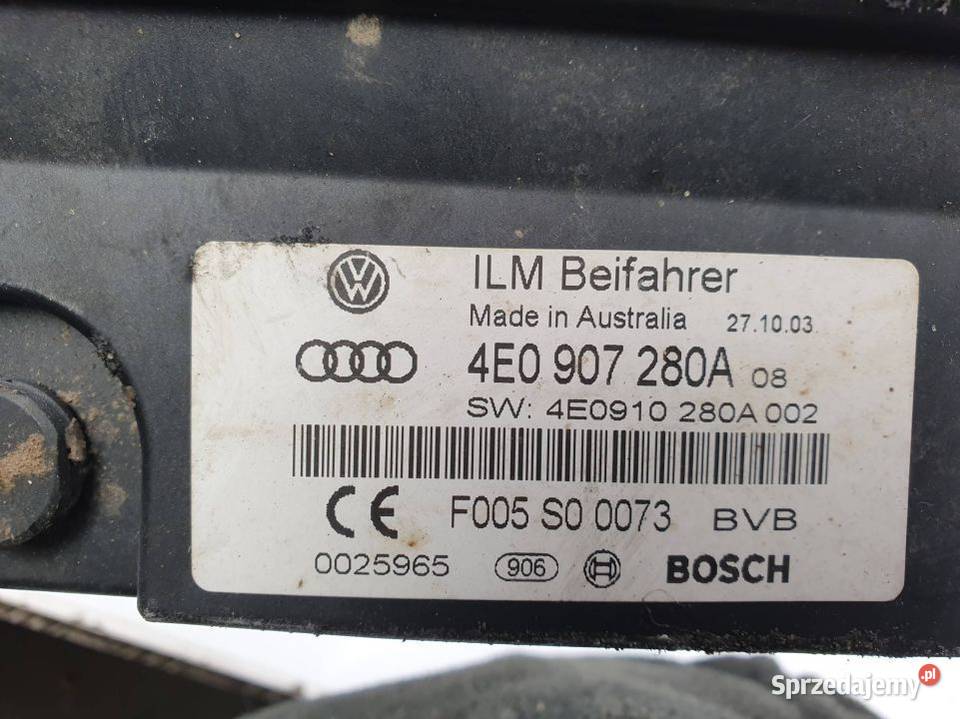 ILM Beifahrer
Made in Australia 27.10.03
4E0 907 280A 08
SW: 4E0910 280A 002
CE F005 S0 0073 BVB
0025965 906 BOSCH
Sprzedajemy.pl